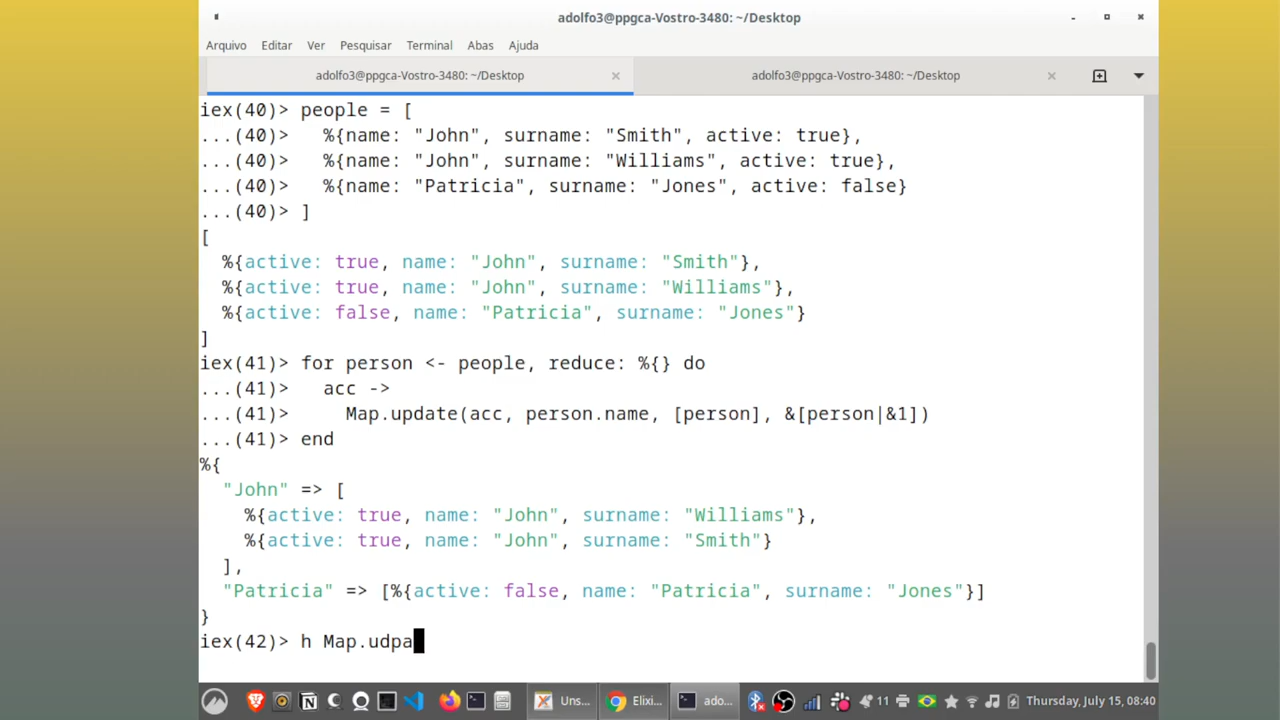 adolfo3@ppgca-Vostro-3480: ~/Desktop
Arquivo Editar Ver Pesquisar Terminal Abas Ajuda
adolfo3@ppgca-Vostro-3480: ~/Desktop adolfo3@ppgca-Vostro-3480: ~/Desktop
iex(40)> people = [
...(40)>   %{name: "John", surname: "Smith", active: true},
...(40)>   %{name: "John", surname: "Williams", active: true},
...(40)>   %{name: "Patricia", surname: "Jones", active: false}
...(40)> ]
[
  %{active: true, name: "John", surname: "Smith"},
  %{active: true, name: "John", surname: "Williams"},
  %{active: false, name: "Patricia", surname: "Jones"}
]
iex(41)> for person <- people, reduce: %{} do
...(41)>   acc ->
...(41)>     Map.update(acc, person.name, [person], &[person|&1])
...(41)> end
%{
  "John" => [
    %{active: true, name: "John", surname: "Williams"},
    %{active: true, name: "John", surname: "Smith"}
  ],
  "Patricia" => [%{active: false, name: "Patricia", surname: "Jones"}]
}
iex(42)> h Map.udpa
Uns... Elixi... ado... 11 Thursday, July 15, 08:40